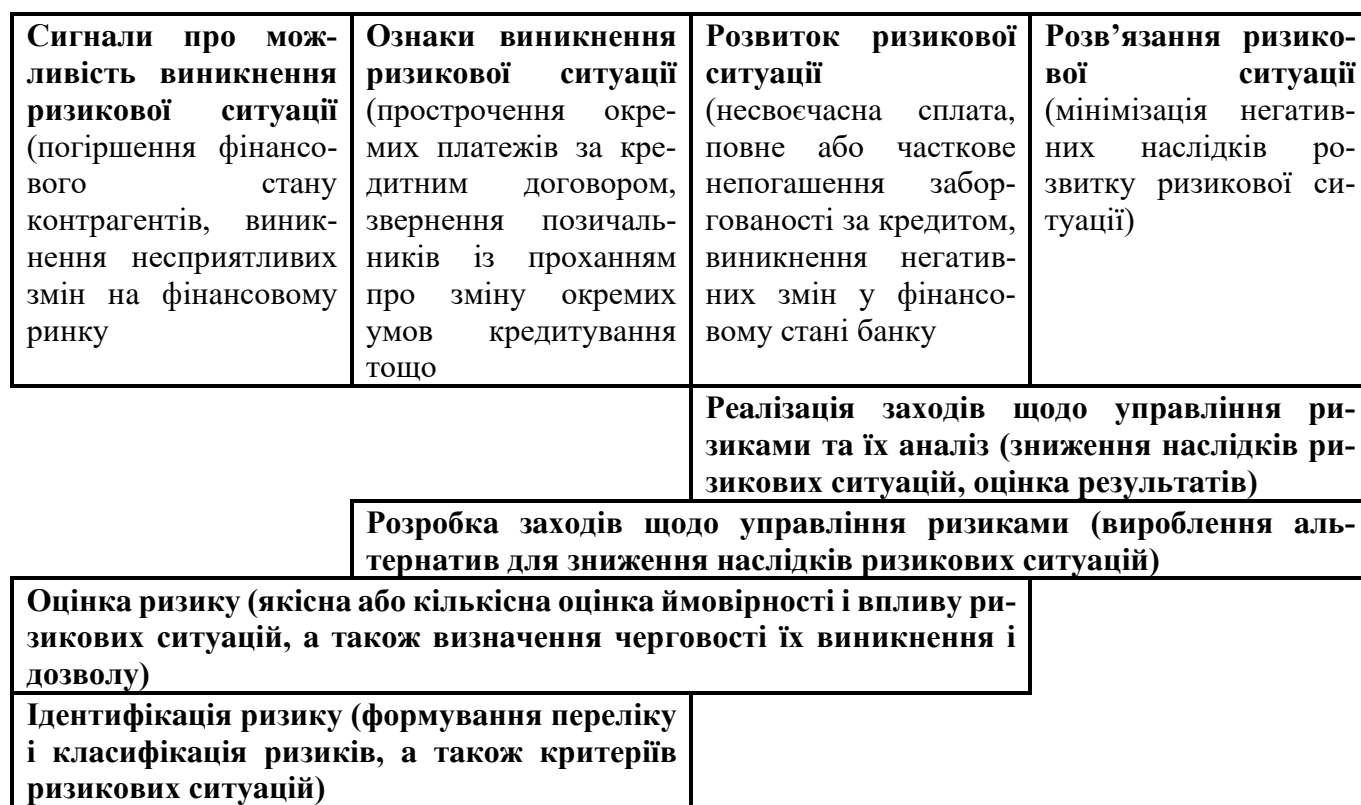 Сигнали про мож-
ливість виникнення
ризикової ситуації
(погіршення фінансо-
вого стану
контрагентів, виник-
нення несприятливих
змін на фінансовому
ринку
Ознаки виникнення
ризикової ситуації
(прострочення окре-
мих платежів за кре-
дитним договором,
звернення позичаль-
ників із проханням
про зміну окремих
умов кредитування
тощо
Розвиток ризикової
ситуації
(несвоєчасна сплата,
повне або часткове
непогашення забор-
гованості за кредитом,
виникнення негатив-
них змін у фінансо-
вому стані банку
Розв'язання ризико-
вої ситуації
(мінімізація негатив-
них наслідків ро-
звитку ризикової си-
туації)
Реалізація заходів щодо управління ри-
зиками та їх аналіз (зниження наслідків ри-
зикових ситуацій, оцінка результатів)
Розробка заходів щодо управління ризиками (вироблення аль-
тернатив для зниження наслідків ризикових ситуацій)
Оцінка ризику (якісна або кількісна оцінка ймовірності і впливу ри-
зикових ситуацій, а також визначення черговості їх виникнення і
дозволу)
Ідентифікація ризику (формування переліку
і класифікація ризиків, а також критеріїв
ризикових ситуацій)